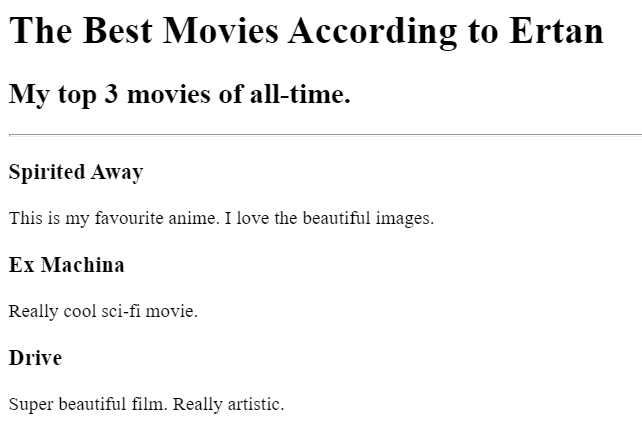 The Best Movies According to Ertan
My top 3 movies of all-time.
Spirited Away
This is my favourite anime. I love the beautiful images.
Ex Machina
Really cool sci-fi movie.
Drive
Super beautiful film. Really artistic.